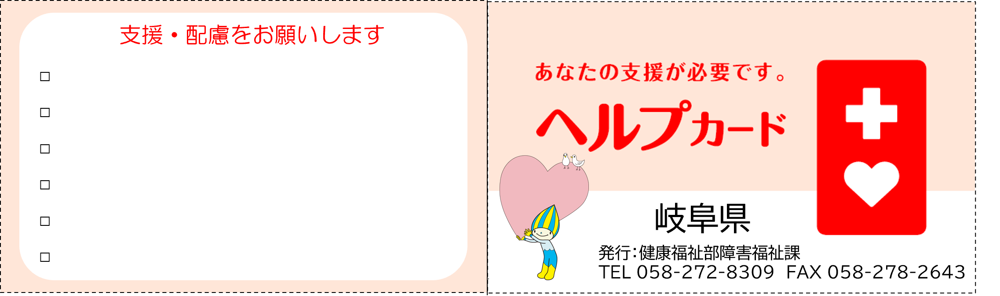 支援・配慮をお願いします
□
□
□
□
□
□
あなたの支援が必要です。
ヘルプカード
岐阜県
発行：健康福祉部障害福祉課
TEL 058-272-8309 FAX 058-278-2643